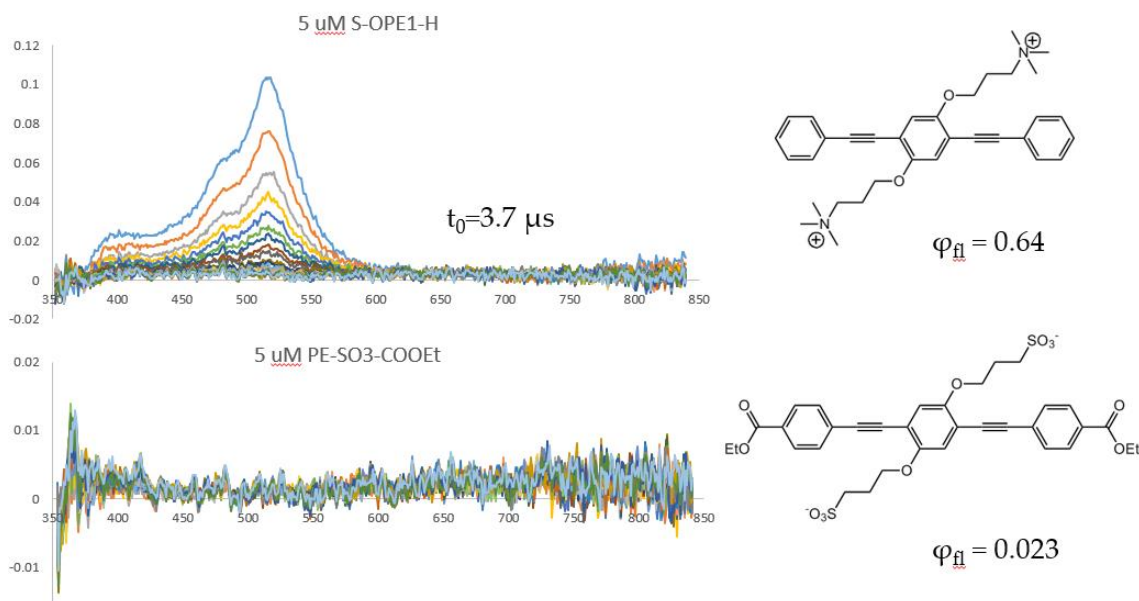 5 uM S-OPE1-H
0.12
0.1
0.08
0.06
0.04
0.02
0
-0.02
350 400 450 500 550 600 650 700 750 800 850
t0=3.7 µs
N
⊕
O
O
N
⊕
φfl = 0.64
5 uM PE-SO3-COOEt
0.02
0.01
0
-0.01
350 400 450 500 550 600 650 700 750 800 850
SO3-
O
O
EtO
O
OEt
O
-O3S
φfl = 0.023